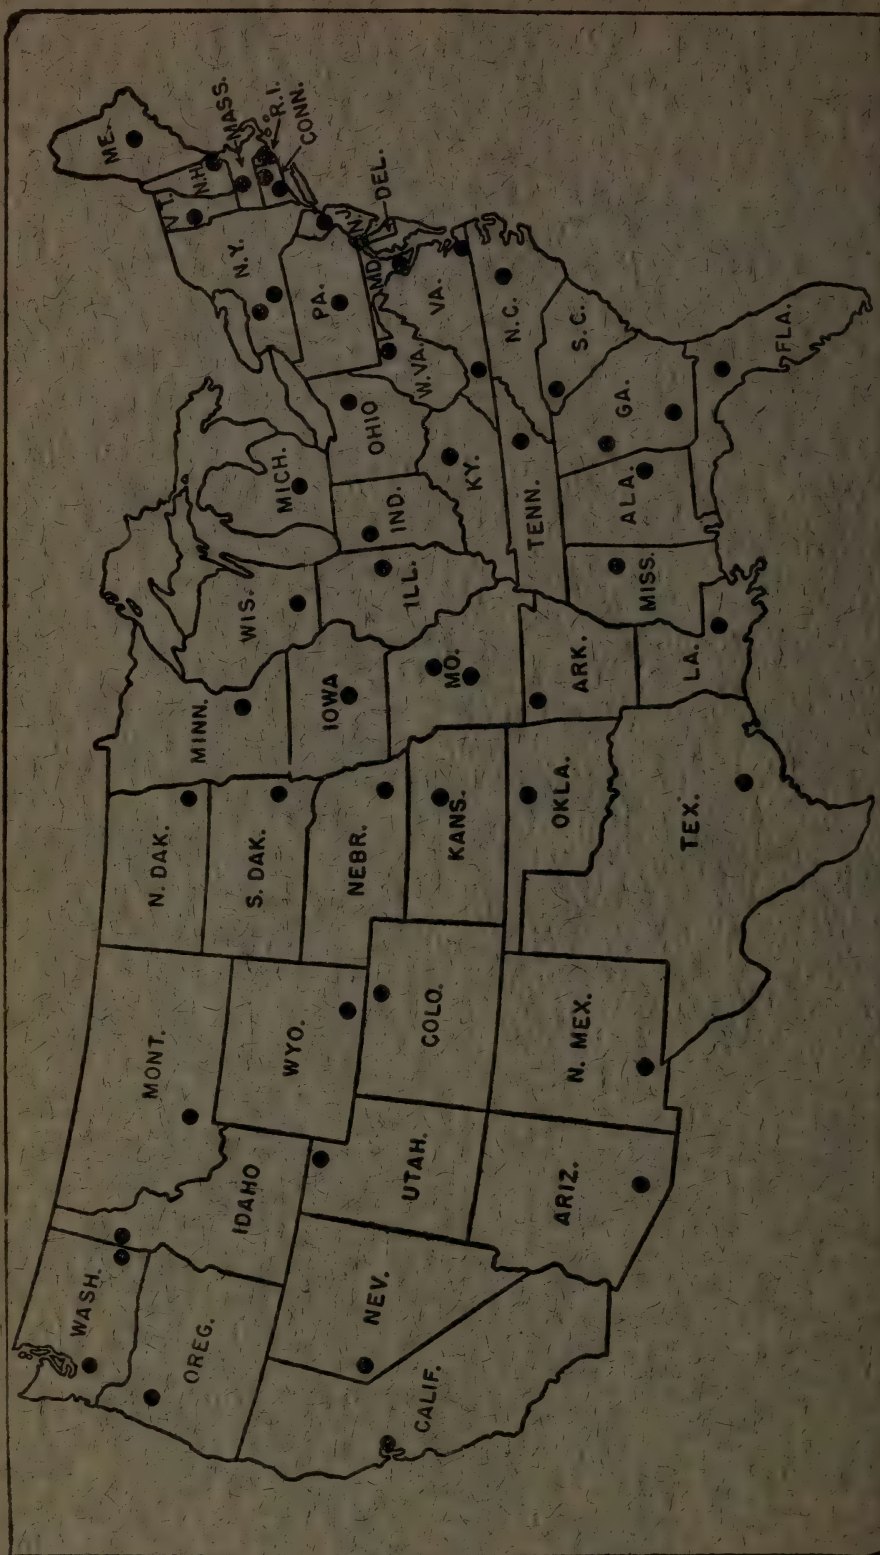 WASH.
OREG.
CALIF.
NEV.
IDAHO
MONT.
WYO.
UTAH.
ARIZ.
COLO.
N. MEX.
N. DAK.
S. DAK.
NEBR.
KANS.
OKLA.
TEX.
MINN.
IOWA
MO.
ARK.
LA.
WIS.
ILL.
MICH.
IND.
OHIO
KY.
TENN.
MISS.
ALA.
GA.
FLA.
S.C.
N.C.
VA.
W.VA.
MD.
DEL.
N.J.
PA.
N.Y.
VT.
N.H.
ME.
MASS.
R.I.
CONN.